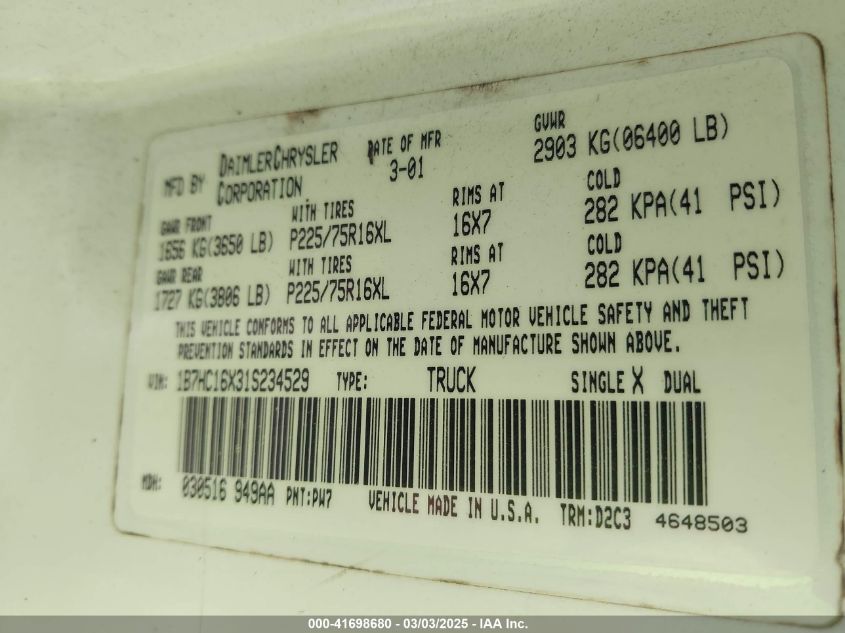 MFD BY DAIMLERCHRYSLER CORPORATION
DATE OF MFR 3-01
GVWR 2903 KG(06400 LB)
GAWR FRONT WITH TIRES RIMS AT COLD
1656 KG(3650 LB) P225/75R16XL 16X7 282 KPA(41 PSI)
GAWR REAR WITH TIRES RIMS AT COLD
1727 KG(3806 LB) P225/75R16XL 16X7 282 KPA(41 PSI)
THIS VEHICLE CONFORMS TO ALL APPLICABLE FEDERAL MOTOR VEHICLE SAFETY AND THEFT
PREVENTION STANDARDS IN EFFECT ON THE DATE OF MANUFACTURE SHOWN ABOVE.
VIN: 1B7HC16X31S234529 TYPE: TRUCK SINGLE X DUAL
MDH: 030516 949AA PNT:PW7 VEHICLE MADE IN U.S.A. TRM:D2C3 4648503
000-41698680 - 03/03/2025 - IAA Inc.